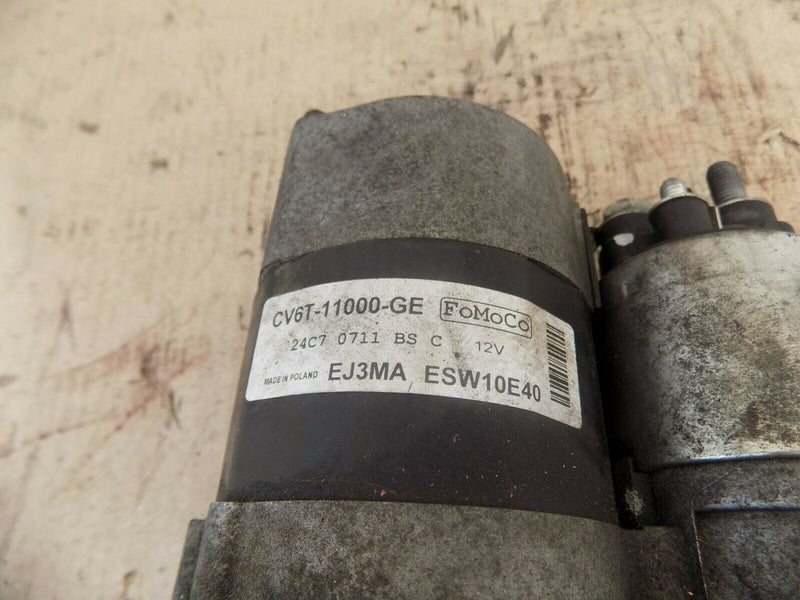 CV6T-11000-GE FoMoCo
24C7 0711 BS C 12V
MADE IN POLAND EJ3MA ESW10E40